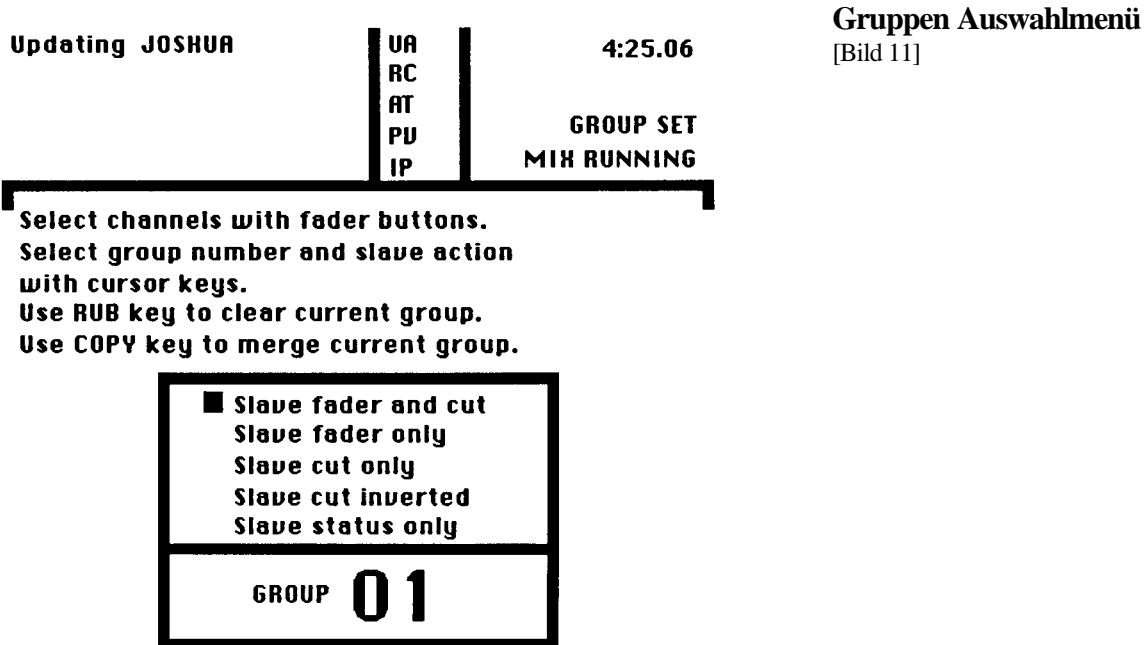 Gruppen Auswahlmenü
[Bild 11]
Updating JOSHUA
UA
RC
AT
PV
IP
4:25.06
GROUP SET
MIX RUNNING
Select channels with fader buttons.
Select group number and slave action
with cursor keys.
Use RUB key to clear current group.
Use COPY key to merge current group.
Slave fader and cut
Slave fader only
Slave cut only
Slave cut inverted
Slave status only
GROUP 01